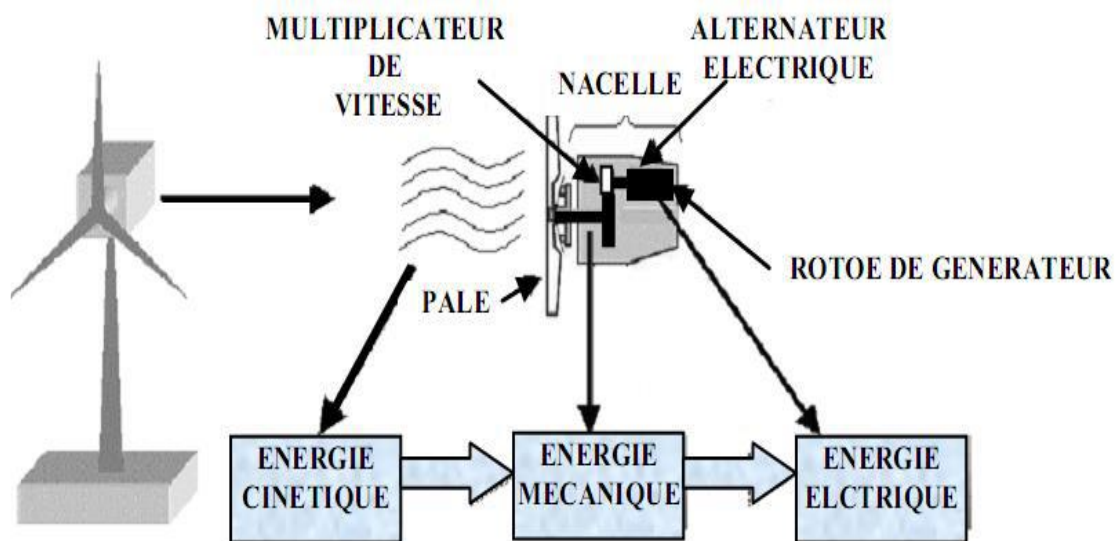 MULTIPLICATEUR
DE
VITESSE
ALTERNATEUR
ELECTRIQUE
NACELLE
PALE
ROTOE DE GENERATEUR
ENERGIE
CINETIQUE
ENERGIE
MECANIQUE
ENERGIE
ELCTRIQUE